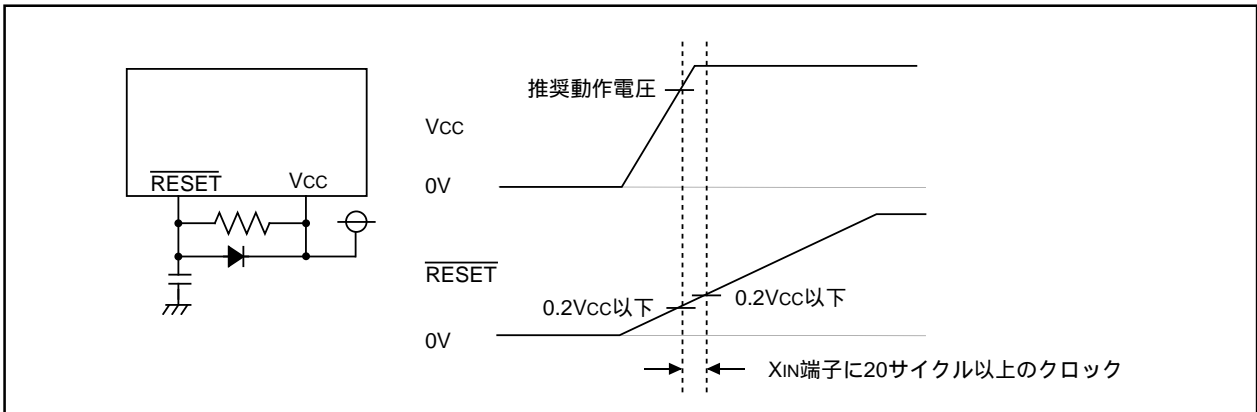 RESET VCC
推奨動作電圧
VCC
0V
RESET
0.2VCC以下 0.2VCC以下
0V
XIN端子に20サイクル以上のクロック